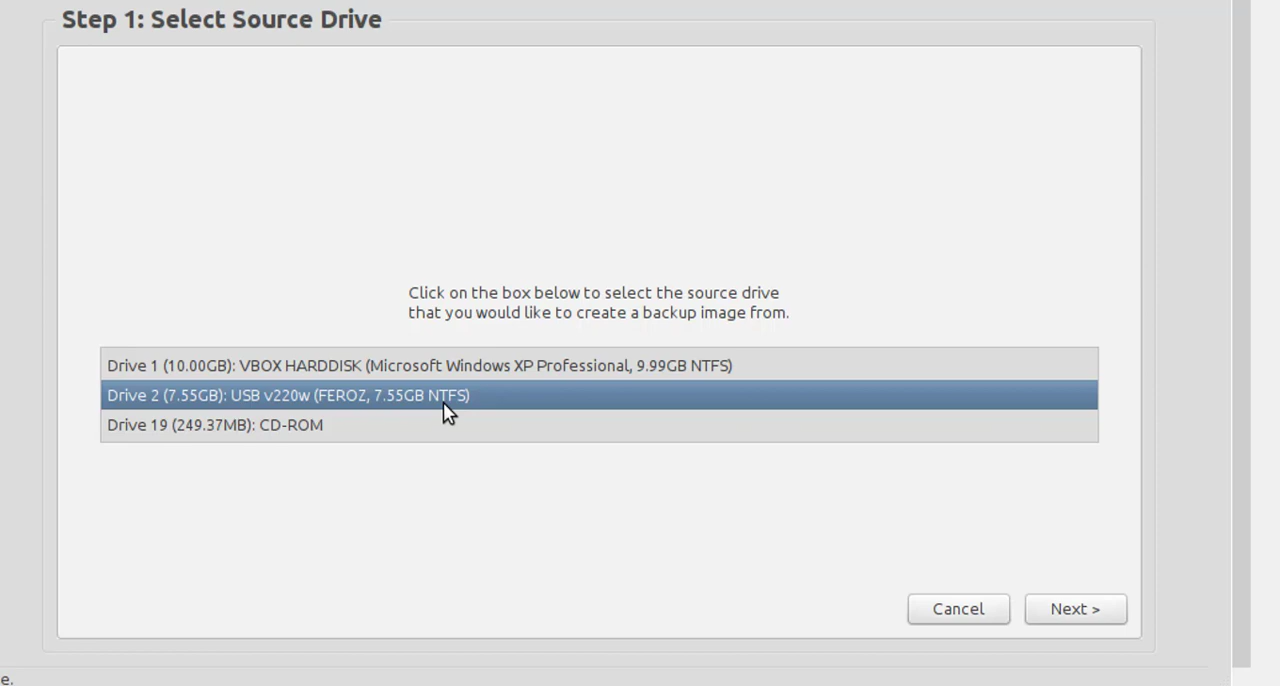 Step 1: Select Source Drive
Click on the box below to select the source drive
that you would like to create a backup image from.
Drive 1 (10.00GB): VBOX HARDDISK (Microsoft Windows XP Professional, 9.99GB NTFS)
Drive 2 (7.55GB): USB v220w (FEROZ, 7.55GB NTFS)
Drive 19 (249.37MB): CD-ROM
Cancel
Next >
e.